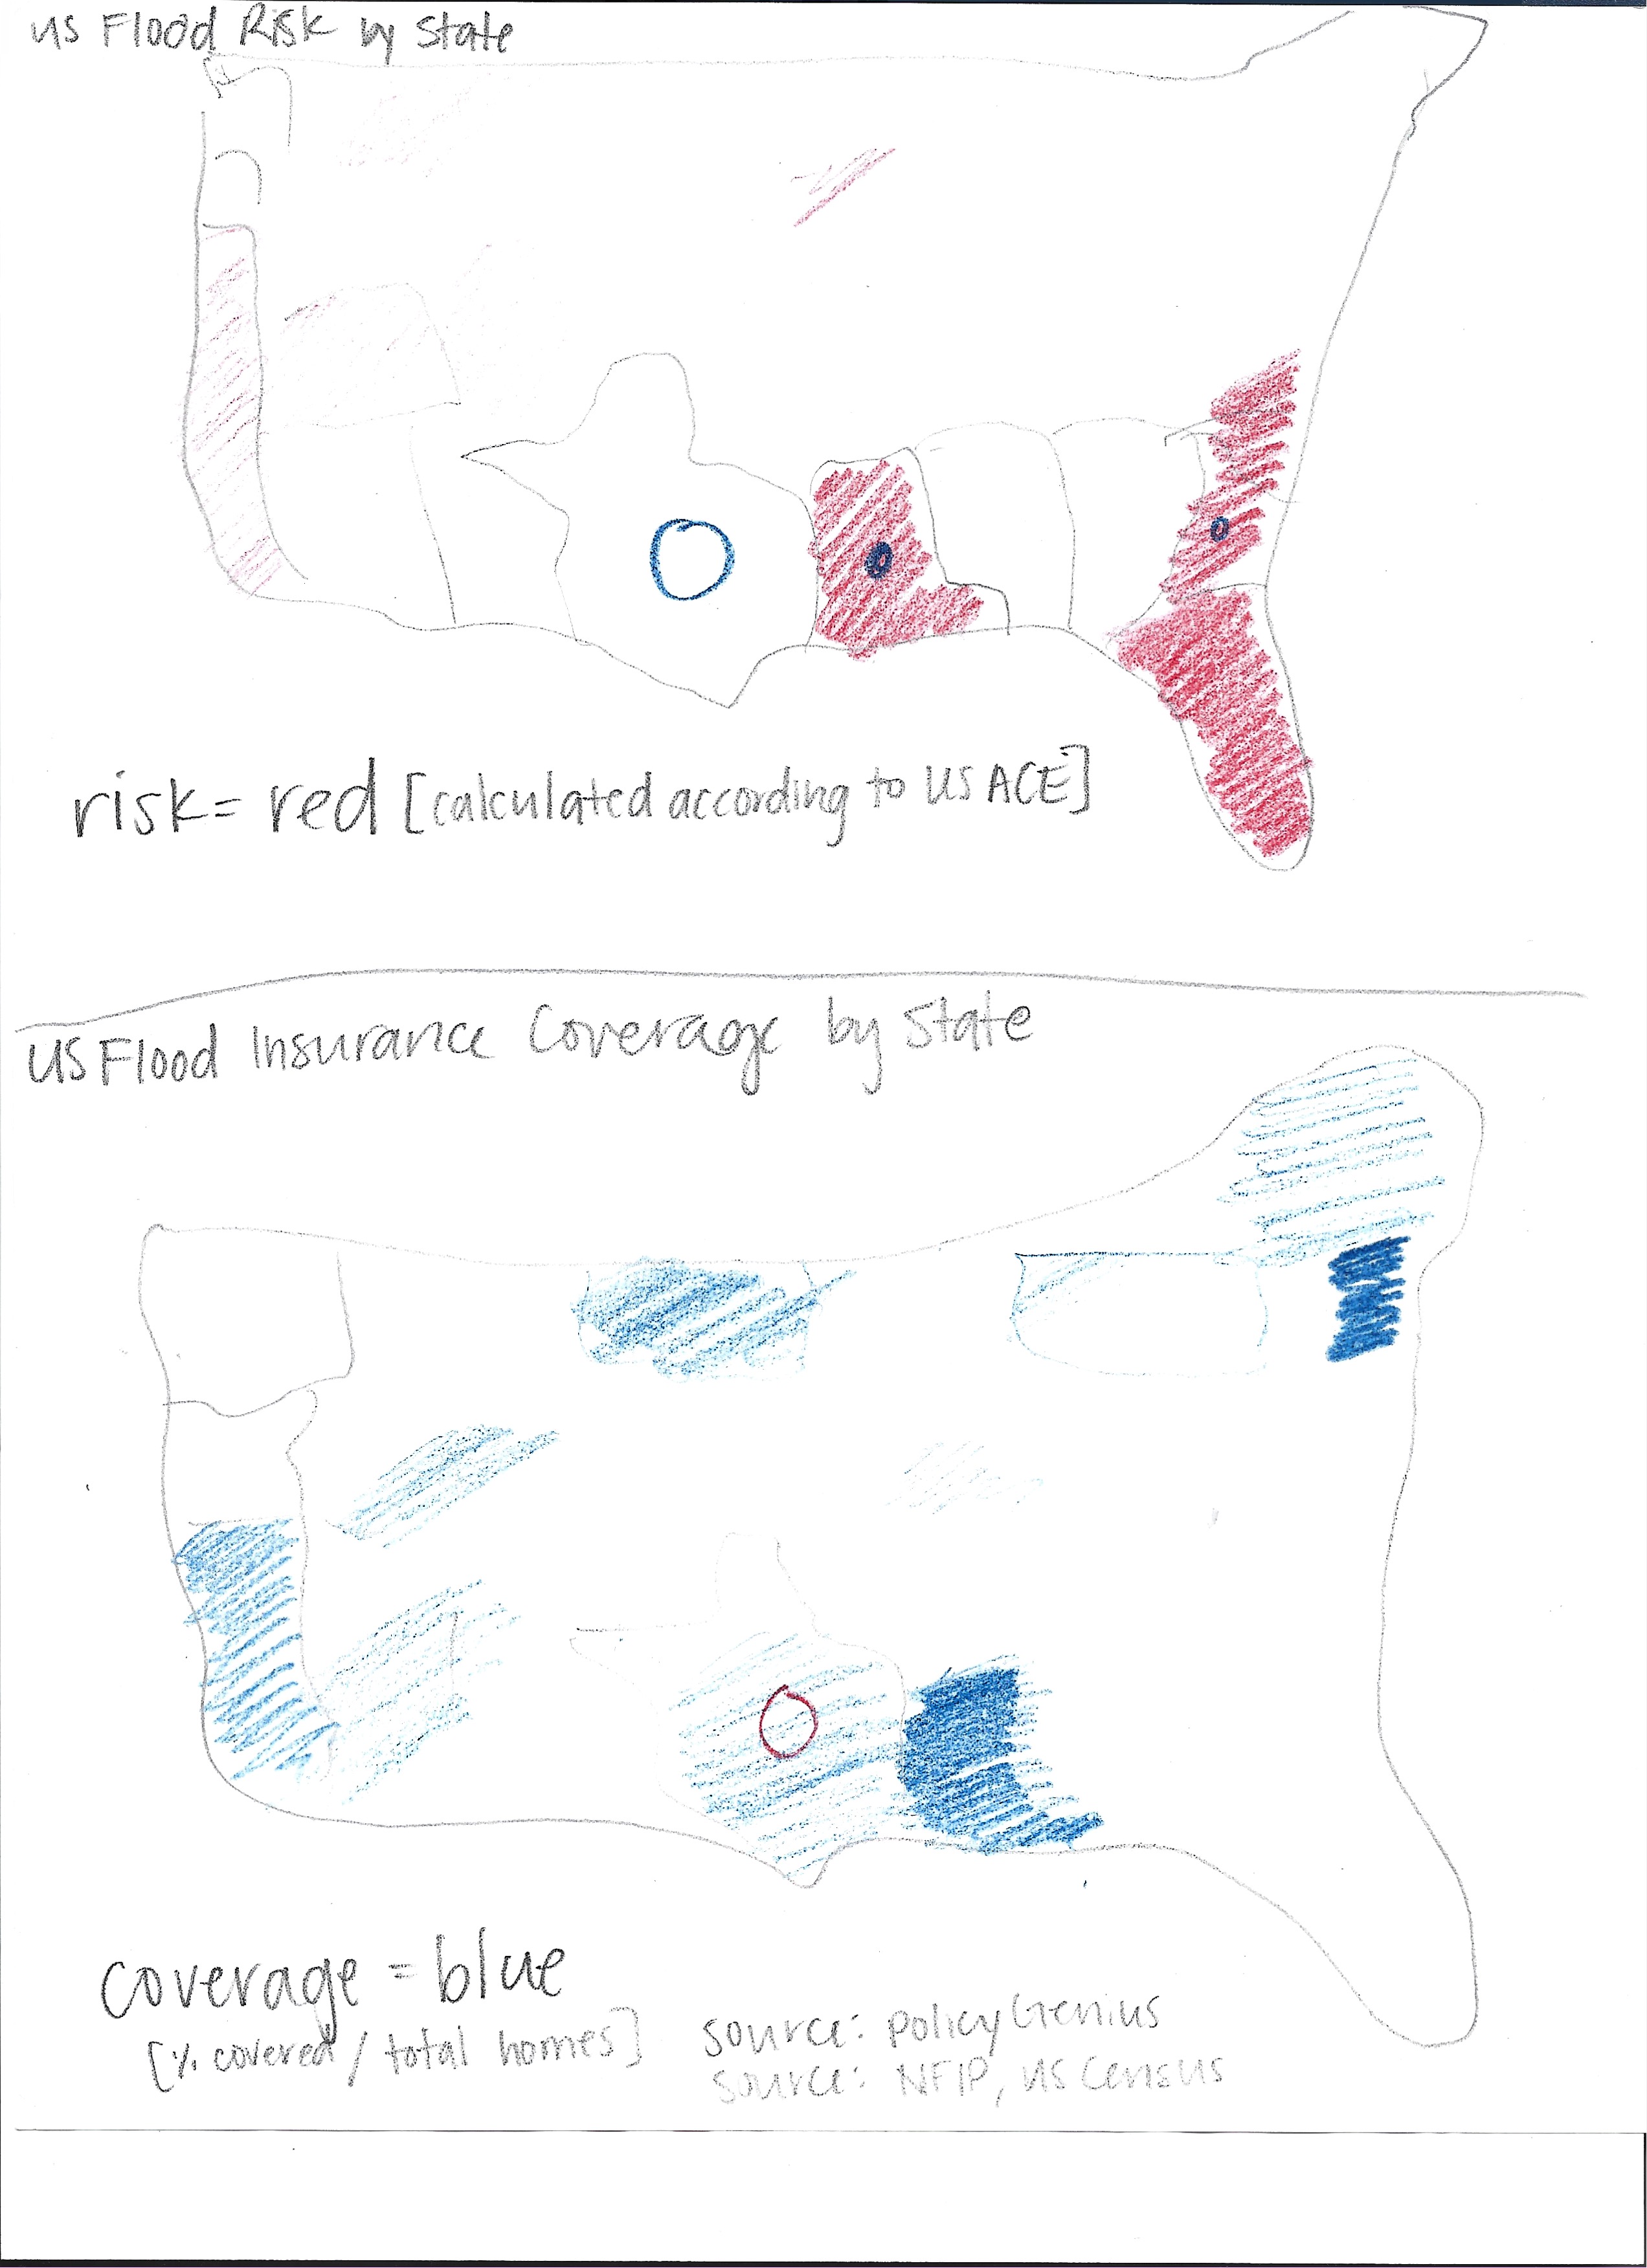 US Flood Risk by State
risk = red [calculated according to US ACE]
US Flood Insurance Coverage by State
coverage = blue
[% covered / total homes]
source: policyGenius
source: NFIP, US Census